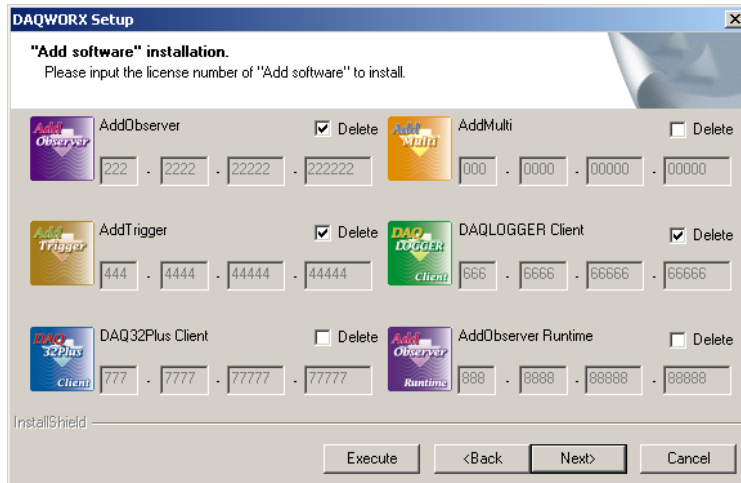 DAQWORX Setup
"Add software" installation.
Please input the license number of "Add software" to install.
Add Observer AddObserver Delete Add Multi AddMulti Delete
222 - 2222 - 22222 - 222222 000 - 0000 - 00000 - 00000
Add Trigger AddTrigger Delete DAQ LOGGER Client DAQLOGGER Client Delete
444 - 4444 - 44444 - 44444 666 - 6666 - 66666 - 66666
DAQ 32Plus Client DAQ32Plus Client Delete Add Observer Runtime AddObserver Runtime Delete
777 - 7777 - 77777 - 77777 888 - 8888 - 88888 - 88888
InstallShield
Execute <Back Next> Cancel